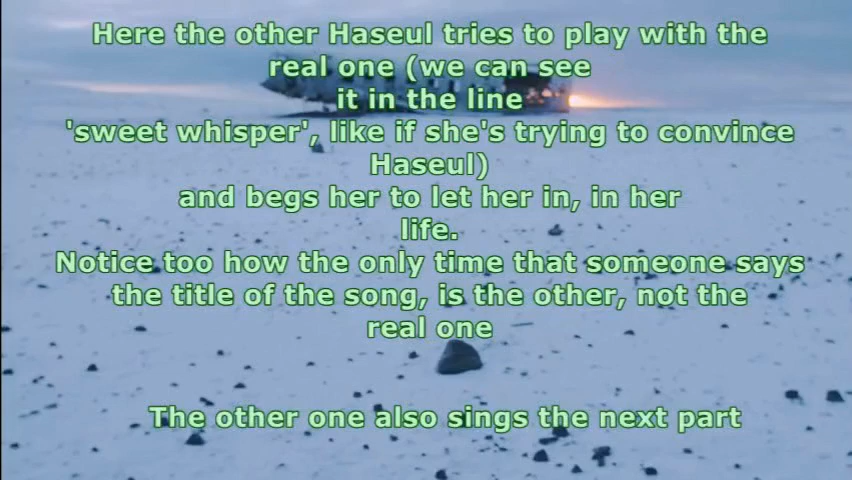 Here the other Haseul tries to play with the
real one (we can see
it in the line
'sweet whisper', like if she's trying to convince
Haseul)
and begs her to let her in, in her
life.
Notice too how the only time that someone says
the title of the song, is the other, not the
real one
The other one also sings the next part